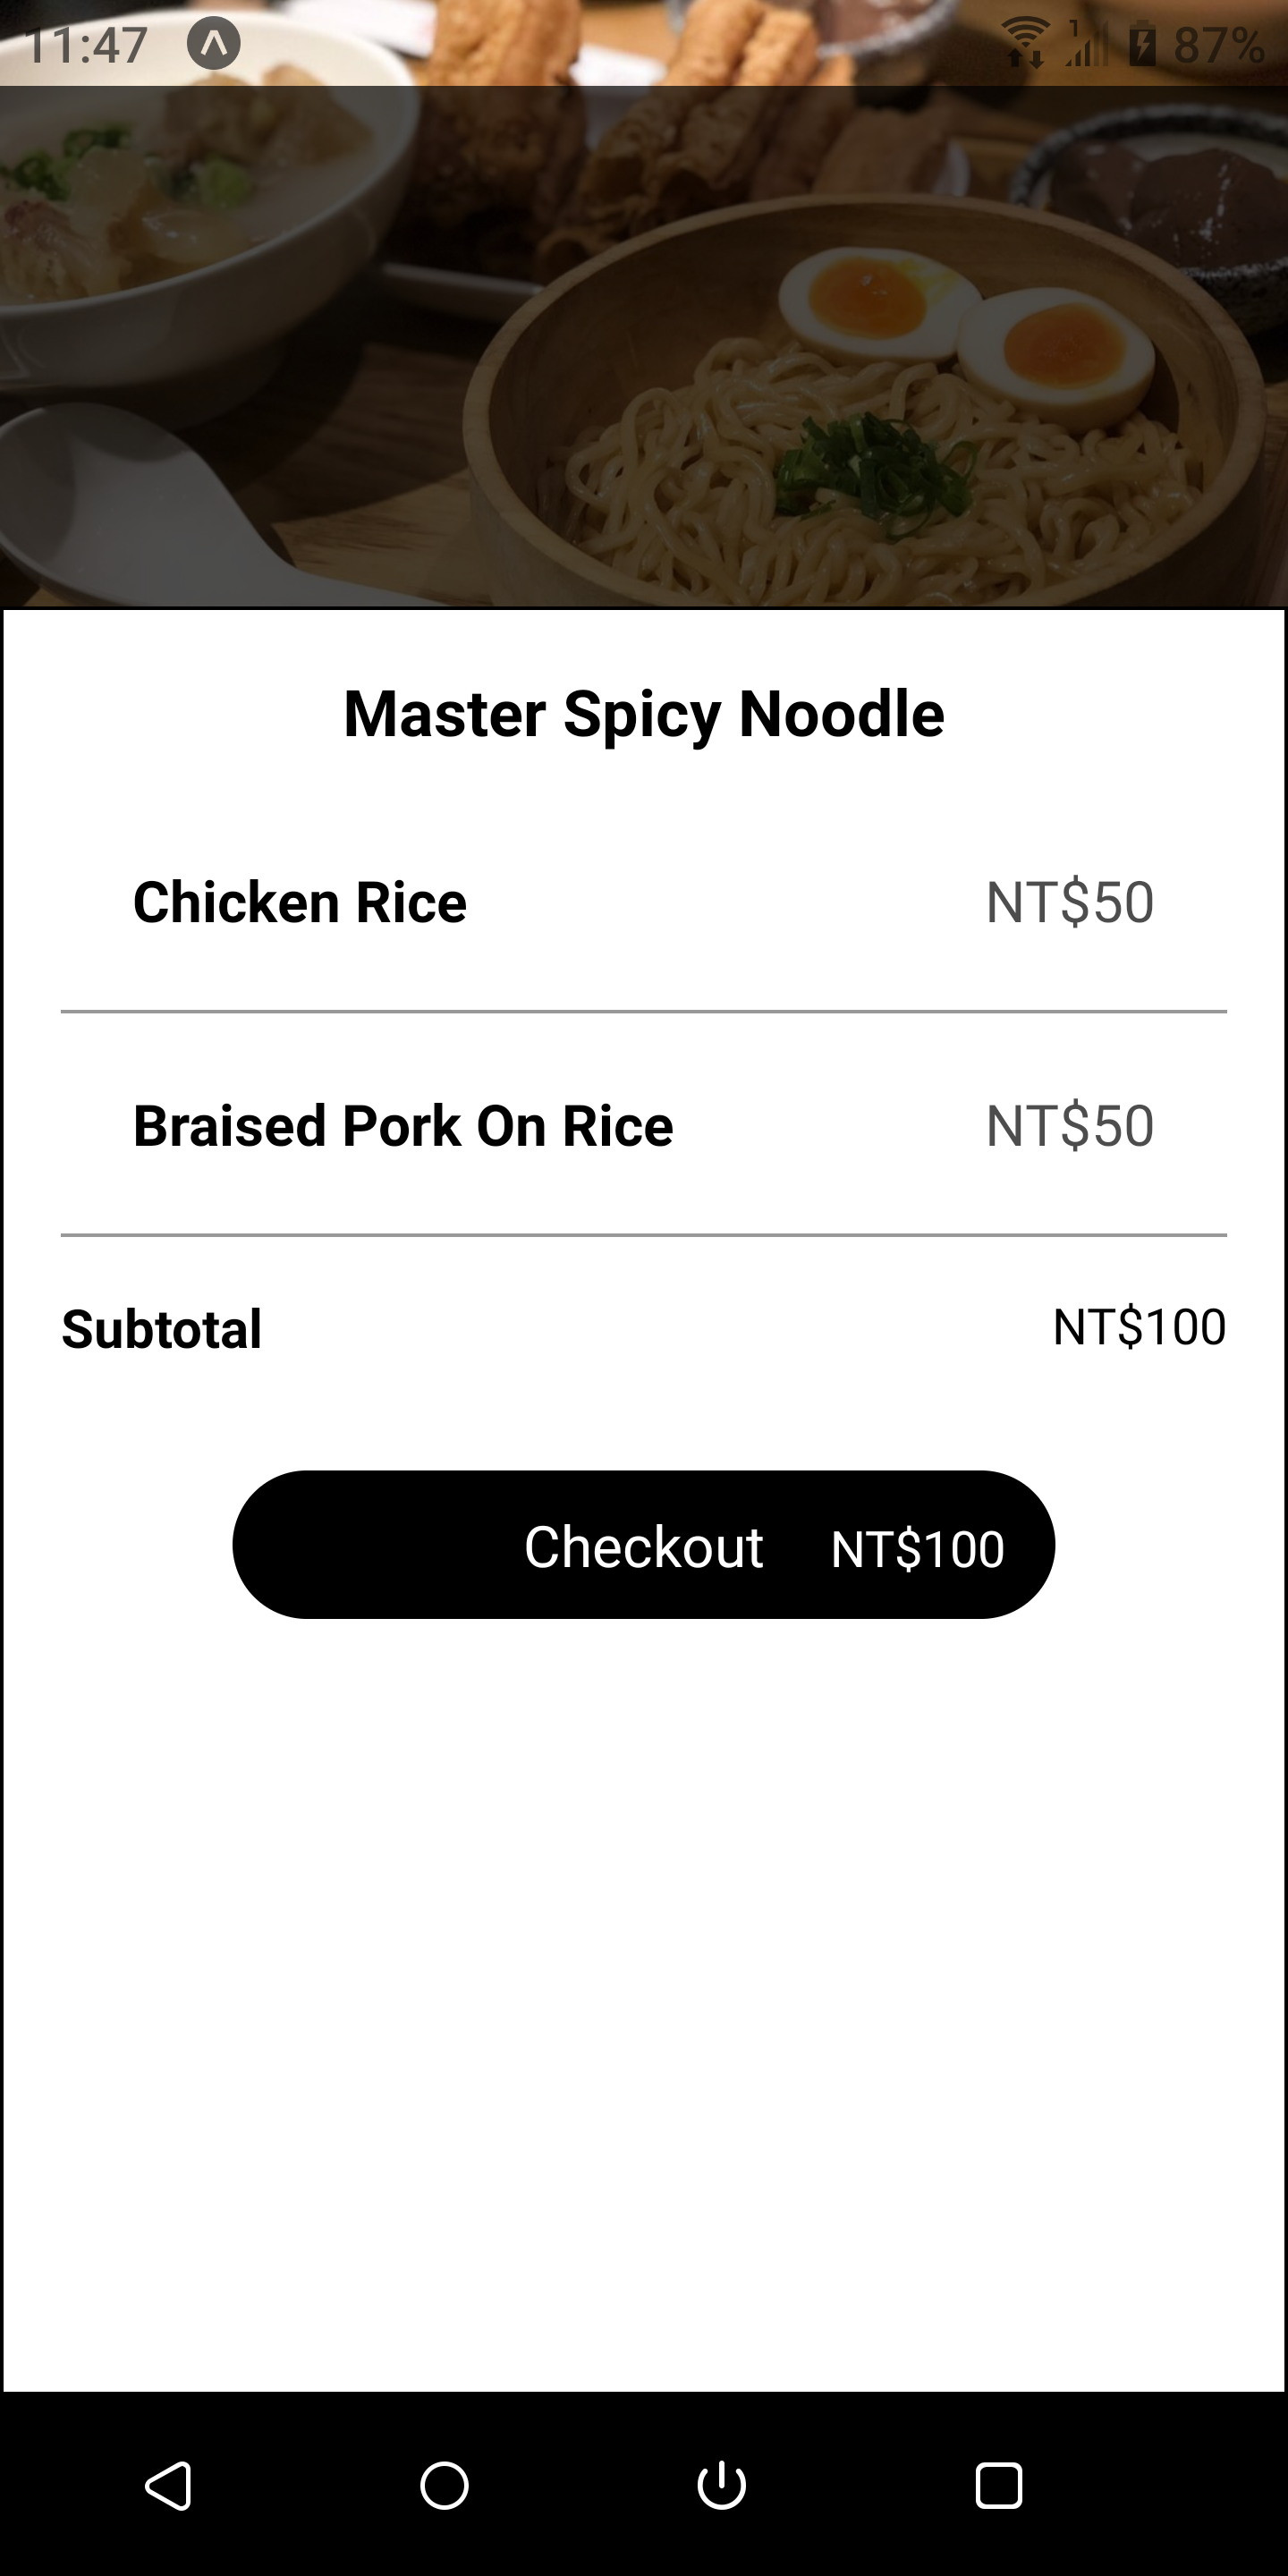 11:47 87%
Master Spicy Noodle
Chicken Rice NT$50
Braised Pork On Rice NT$50
Subtotal NT$100
Checkout NT$100